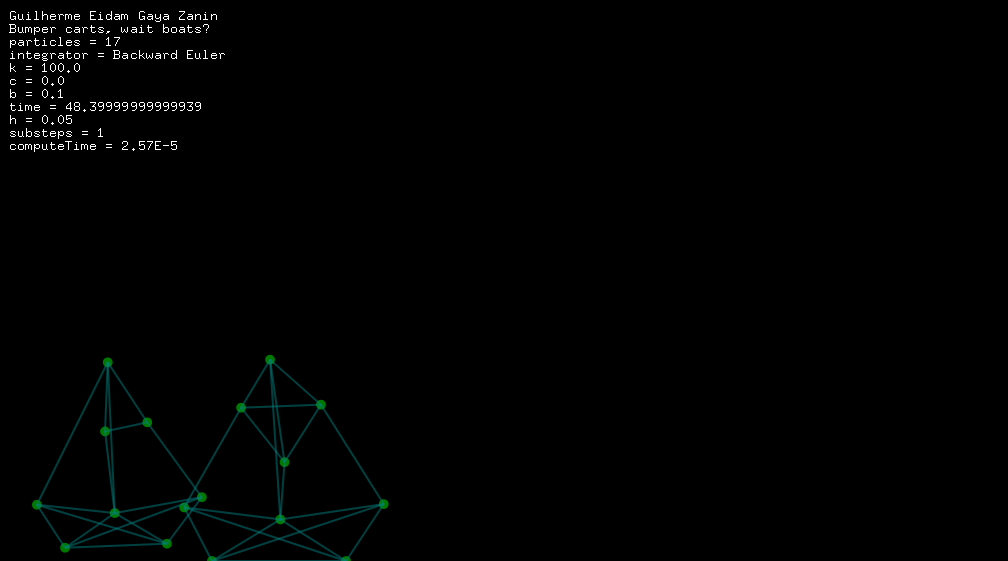 Guilherme Eidam Gaya Zanin
Bumper carts, wait boats?
particles = 17
integrator = Backward Euler
k = 100.0
c = 0.0
b = 0.1
time = 48.39999999999939
h = 0.05
substeps = 1
computeTime = 2.57E-5